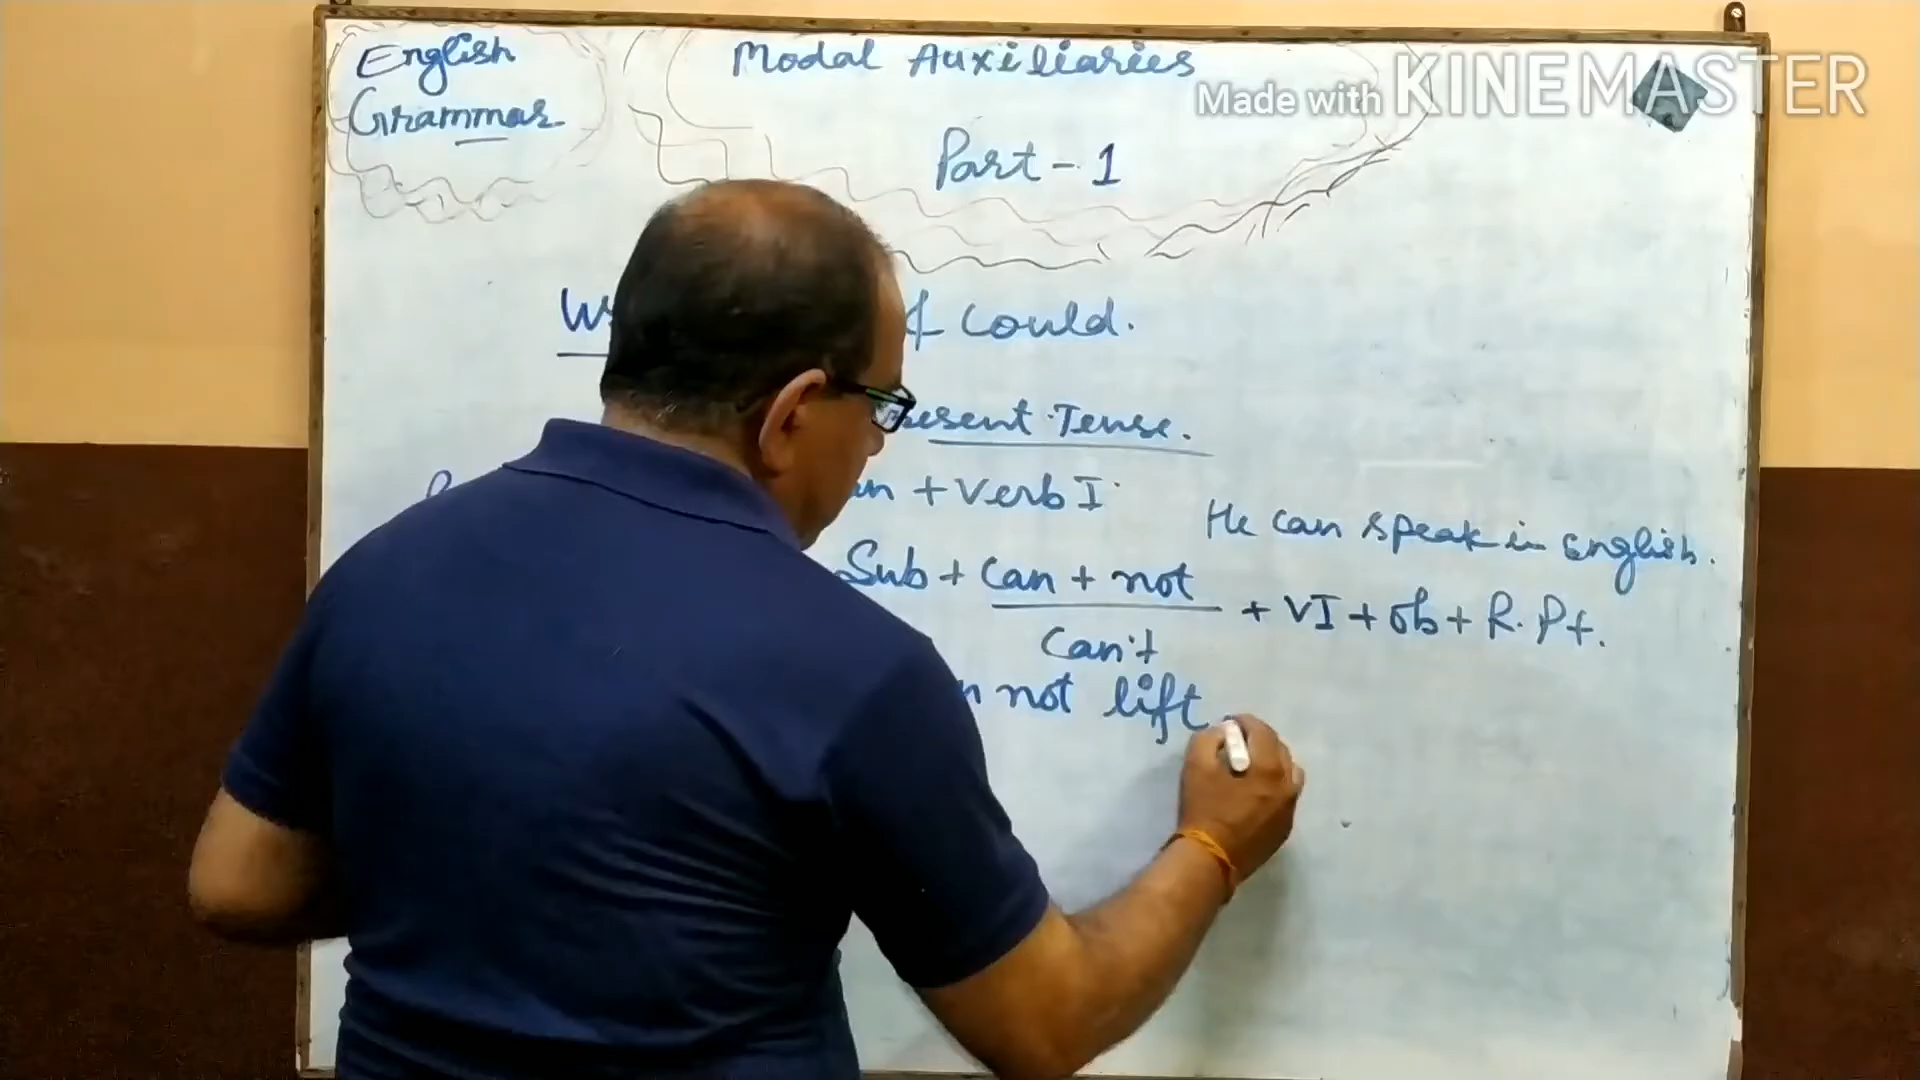 English
Grammar
Modal Auxiliaries
Made with KINEMASTER
Part - 1
& Could.
Tense.
+ Verb I
He can speak in english.
Sub + can + not
+ VI + ob + R. Pt.
Can't
not lift